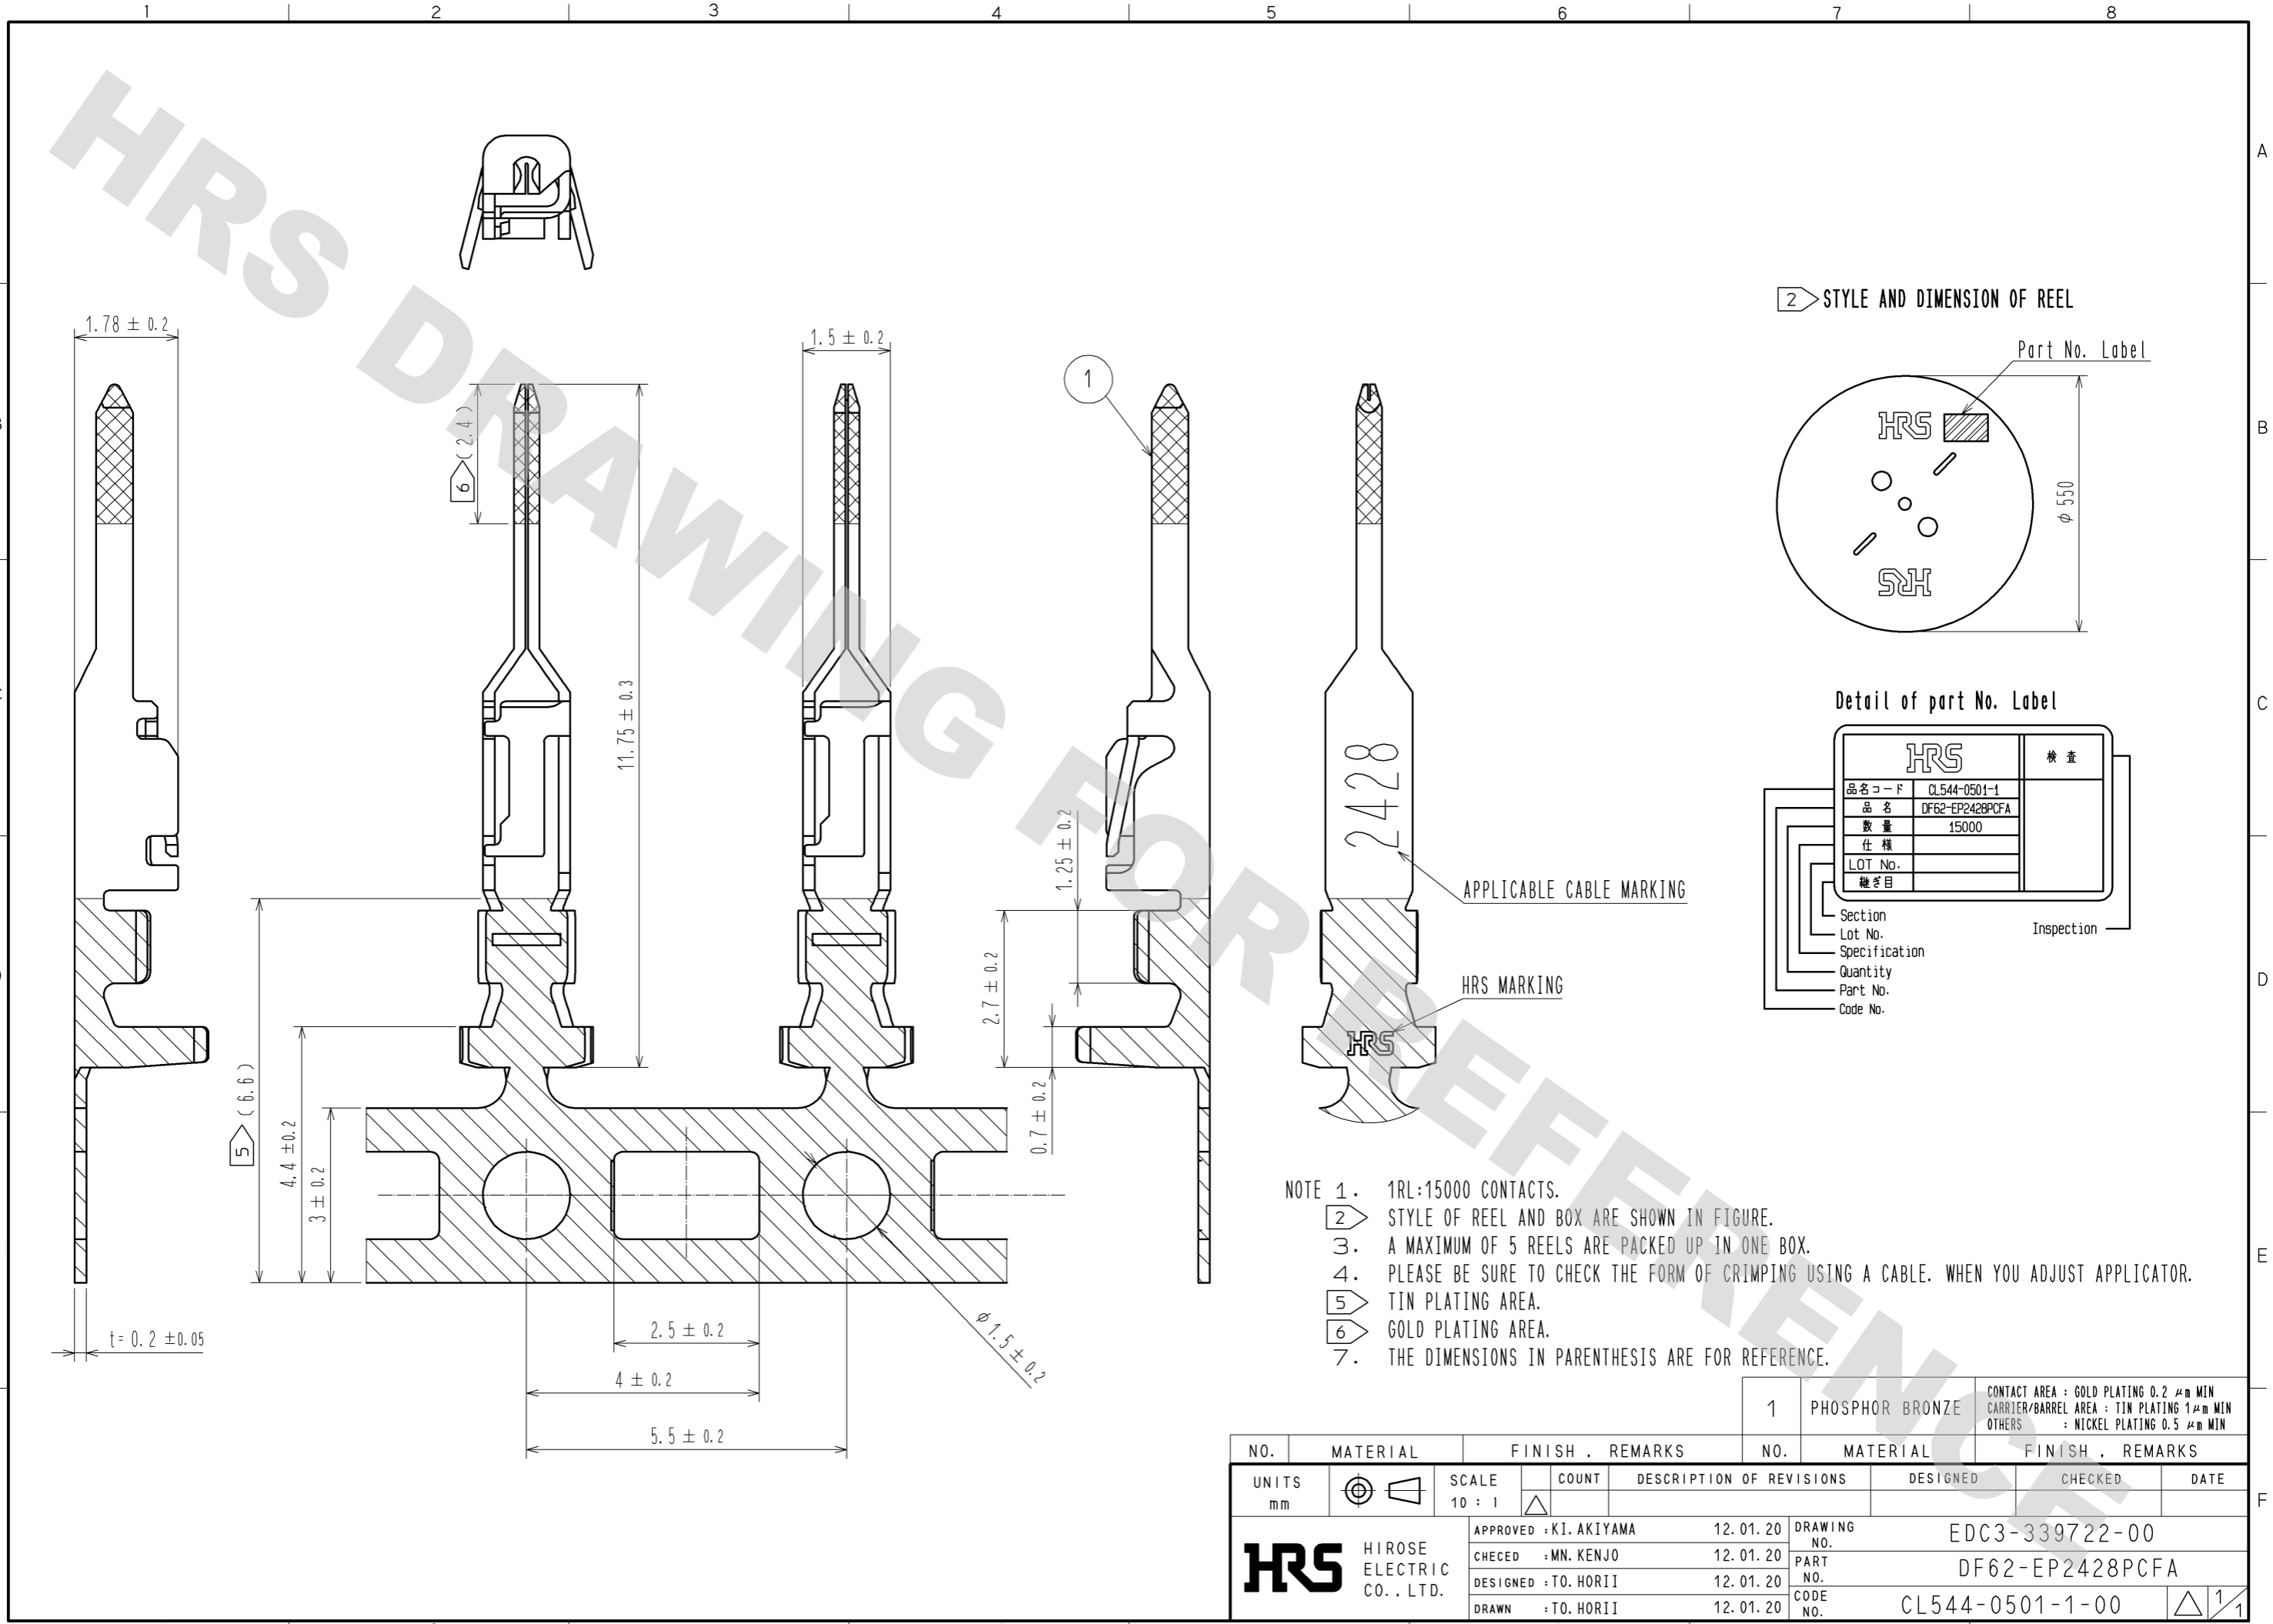 1 2 3 4 5 6 7 8
A
B
C
D
E
F
HRS DRAWING FOR REFERENCE
1.78 ± 0.2
1.5 ± 0.2
1
6 (2.4)
11.75 ± 0.3
1.25 ± 0.2
2.7 ± 0.2
0.7 ± 0.2
5 (6.6)
4.4 ±0.2
3 ± 0.2
t= 0.2 ±0.05
2.5 ± 0.2
4 ± 0.2
5.5 ± 0.2
φ1.5 ± 0.2
2428
APPLICABLE CABLE MARKING
HRS MARKING
HRS
2 STYLE AND DIMENSION OF REEL
Part No. Label
HRS
HRS
φ 550
Detail of part No. Label
HRS 検 査
品名コード CL544-0501-1
品 名 DF62-EP2428PCFA
数 量 15000
仕 様
LOT No.
継ぎ目
Section
Lot No.
Specification
Quantity
Part No.
Code No.
Inspection
NOTE 1. 1RL:15000 CONTACTS.
2 STYLE OF REEL AND BOX ARE SHOWN IN FIGURE.
3. A MAXIMUM OF 5 REELS ARE PACKED UP IN ONE BOX.
4. PLEASE BE SURE TO CHECK THE FORM OF CRIMPING USING A CABLE. WHEN YOU ADJUST APPLICATOR.
5 TIN PLATING AREA.
6 GOLD PLATING AREA.
7. THE DIMENSIONS IN PARENTHESIS ARE FOR REFERENCE.
1 PHOSPHOR BRONZE
CONTACT AREA : GOLD PLATING 0.2 μm MIN
CARRIER/BARREL AREA : TIN PLATING 1μm MIN
OTHERS : NICKEL PLATING 0.5 μm MIN
NO. MATERIAL FINISH , REMARKS NO. MATERIAL FINISH , REMARKS
UNITS mm
SCALE 10 : 1
COUNT DESCRIPTION OF REVISIONS DESIGNED CHECKED DATE
HRS HIROSE ELECTRIC CO., LTD.
APPROVED : KI. AKIYAMA 12.01.20
CHECED : MN. KENJO 12.01.20
DESIGNED : TO. HORII 12.01.20
DRAWN : TO. HORII 12.01.20
DRAWING NO. EDC3-339722-00
PART NO. DF62-EP2428PCFA
CODE NO. CL544-0501-1-00
1/1